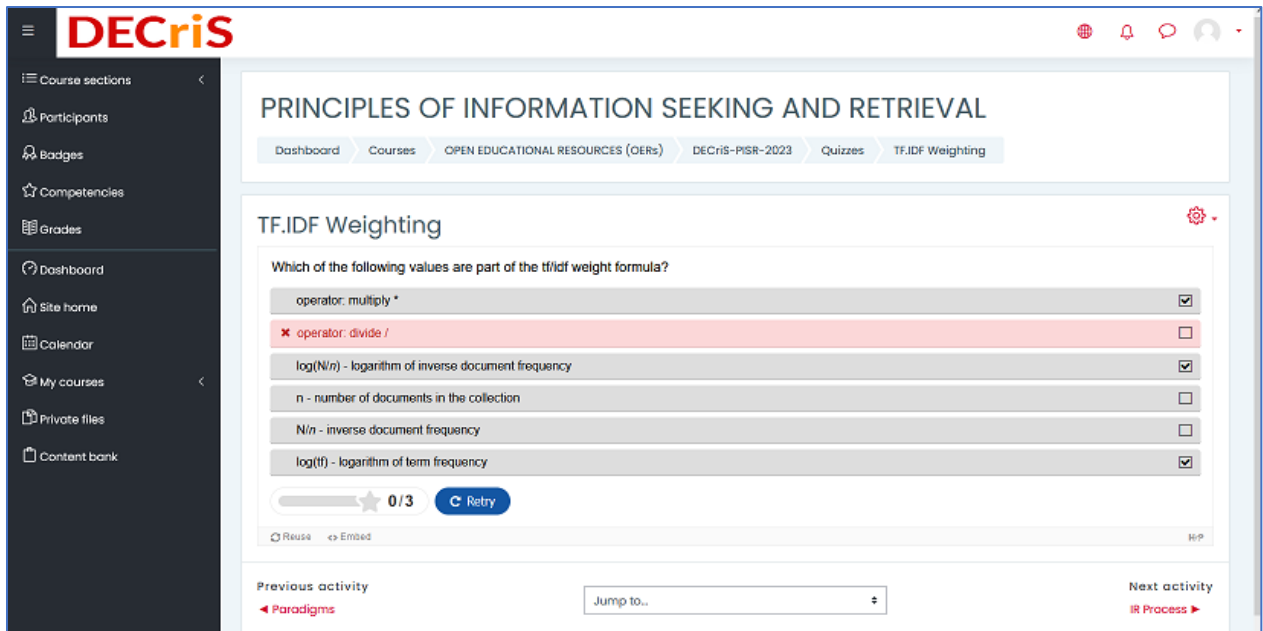 DECriS
Course sections
Participants
Badges
Competencies
Grades
Dashboard
Site home
Calendar
My courses
Private files
Content bank
PRINCIPLES OF INFORMATION SEEKING AND RETRIEVAL
Dashboard Courses OPEN EDUCATIONAL RESOURCES (OERs) DECriS-PISR-2023 Quizzes TF.IDF Weighting
TF.IDF Weighting
Which of the following values are part of the tf/idf weight formula?
operator: multiply *
operator: divide /
log(N/n) - logarithm of inverse document frequency
n - number of documents in the collection
N/n - inverse document frequency
log(tf) - logarithm of term frequency
0/3 Retry
Reuse <> Embed H5P
Previous activity
Paradigms
Jump to...
Next activity
IR Process